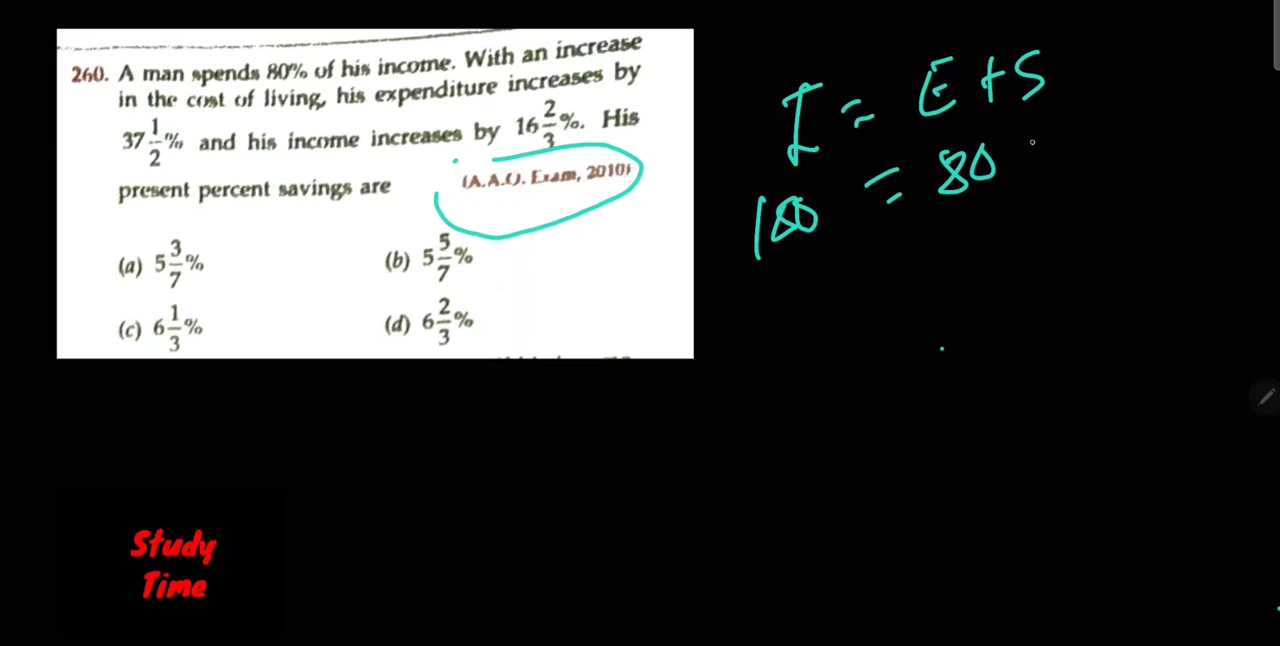 260. A man spends 80% of his income. With an increase
in the cost of living, his expenditure increases by
37 1/2% and his income increases by 16 2/3%. His
present percent savings are (A.A.O. Exam, 2010)
(a) 5 3/7% (b) 5 5/7%
(c) 6 1/3% (d) 6 2/3%
I = E + S
100 = 80
Study
Time